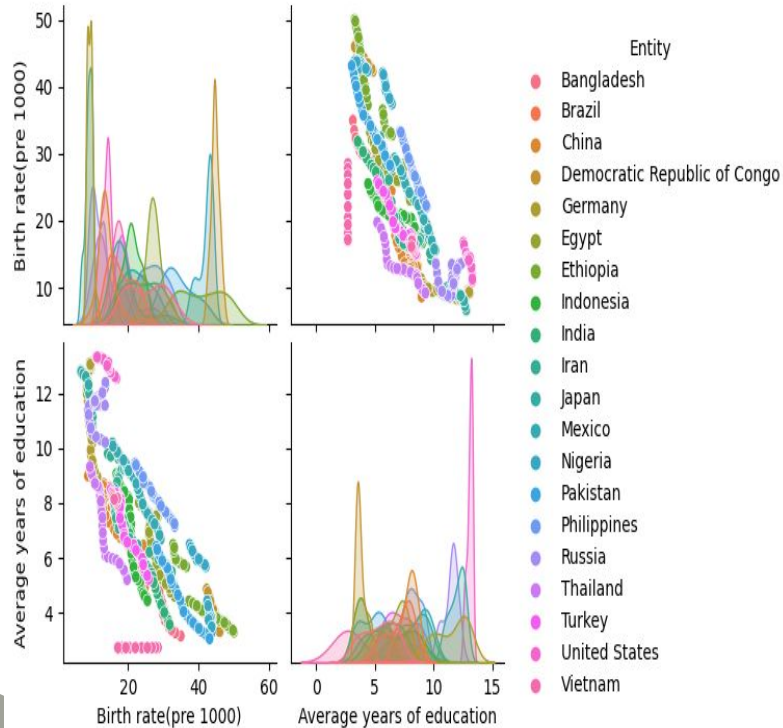 Birth rate(pre 1000)
50
40
30
20
10
Average years of education
12
10
8
6
4
20
40
60
Birth rate(pre 1000)
0
5
10
15
Average years of education
Entity
Bangladesh
Brazil
China
Democratic Republic of Congo
Germany
Egypt
Ethiopia
Indonesia
India
Iran
Japan
Mexico
Nigeria
Pakistan
Philippines
Russia
Thailand
Turkey
United States
Vietnam